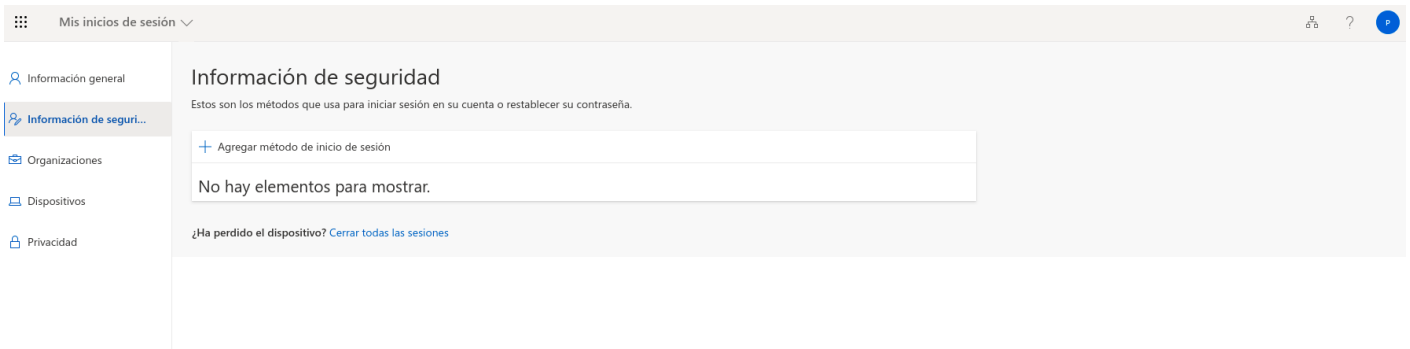 Mis inicios de sesión
?
P
Información general
Información de seguri...
Organizaciones
Dispositivos
Privacidad
Información de seguridad
Estos son los métodos que usa para iniciar sesión en su cuenta o restablecer su contraseña.
Agregar método de inicio de sesión
No hay elementos para mostrar.
¿Ha perdido el dispositivo? Cerrar todas las sesiones